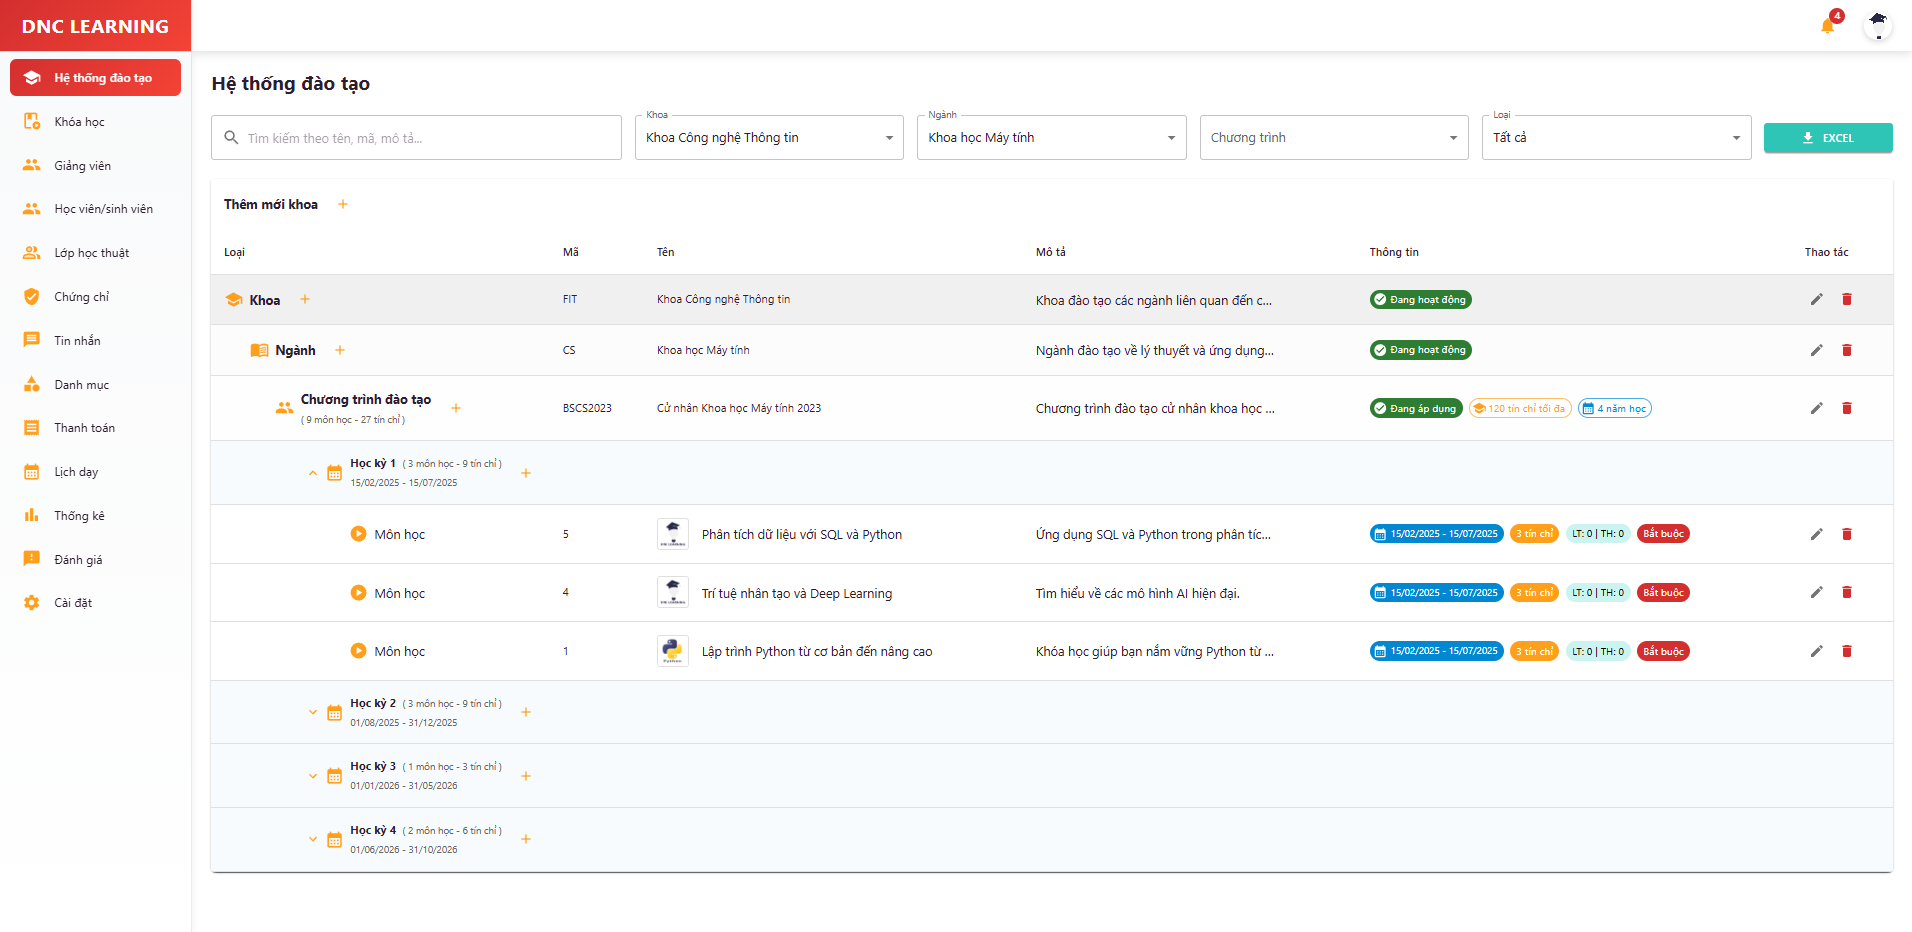 DNC LEARNING
4
Hệ thống đào tạo
Khóa học
Giảng viên
Học viên/sinh viên
Lớp học thuật
Chứng chỉ
Tin nhắn
Danh mục
Thanh toán
Lịch dạy
Thống kê
Đánh giá
Cài đặt
Hệ thống đào tạo
Tìm kiếm theo tên, mã, mô tả...
Khoa
Khoa Công nghệ Thông tin
Ngành
Khoa học Máy tính
Chương trình
Loại
Tất cả
EXCEL
Thêm mới khoa
Loại Mã Tên Mô tả Thông tin Thao tác
Khoa FIT Khoa Công nghệ Thông tin Khoa đào tạo các ngành liên quan đến c... Đang hoạt động
Ngành CS Khoa học Máy tính Ngành đào tạo về lý thuyết và ứng dụng... Đang hoạt động
Chương trình đào tạo
( 9 môn học - 27 tín chỉ )
BSCS2023 Cử nhân Khoa học Máy tính 2023 Chương trình đào tạo cử nhân khoa học ... Đang áp dụng 120 tín chỉ tối đa 4 năm học
Học kỳ 1 ( 3 môn học - 9 tín chỉ )
15/02/2025 - 15/07/2025
Môn học 5 Phân tích dữ liệu với SQL và Python Ứng dụng SQL và Python trong phân tíc... 15/02/2025 - 15/07/2025 3 tín chỉ LT: 0 | TH: 0 Bắt buộc
Môn học 4 Trí tuệ nhân tạo và Deep Learning Tìm hiểu về các mô hình AI hiện đại. 15/02/2025 - 15/07/2025 3 tín chỉ LT: 0 | TH: 0 Bắt buộc
Môn học 1 Python Lập trình Python từ cơ bản đến nâng cao Khóa học giúp bạn nắm vững Python từ ... 15/02/2025 - 15/07/2025 3 tín chỉ LT: 0 | TH: 0 Bắt buộc
Học kỳ 2 ( 3 môn học - 9 tín chỉ )
01/08/2025 - 31/12/2025
Học kỳ 3 ( 1 môn học - 3 tín chỉ )
01/01/2026 - 31/05/2026
Học kỳ 4 ( 2 môn học - 6 tín chỉ )
01/06/2026 - 31/10/2026